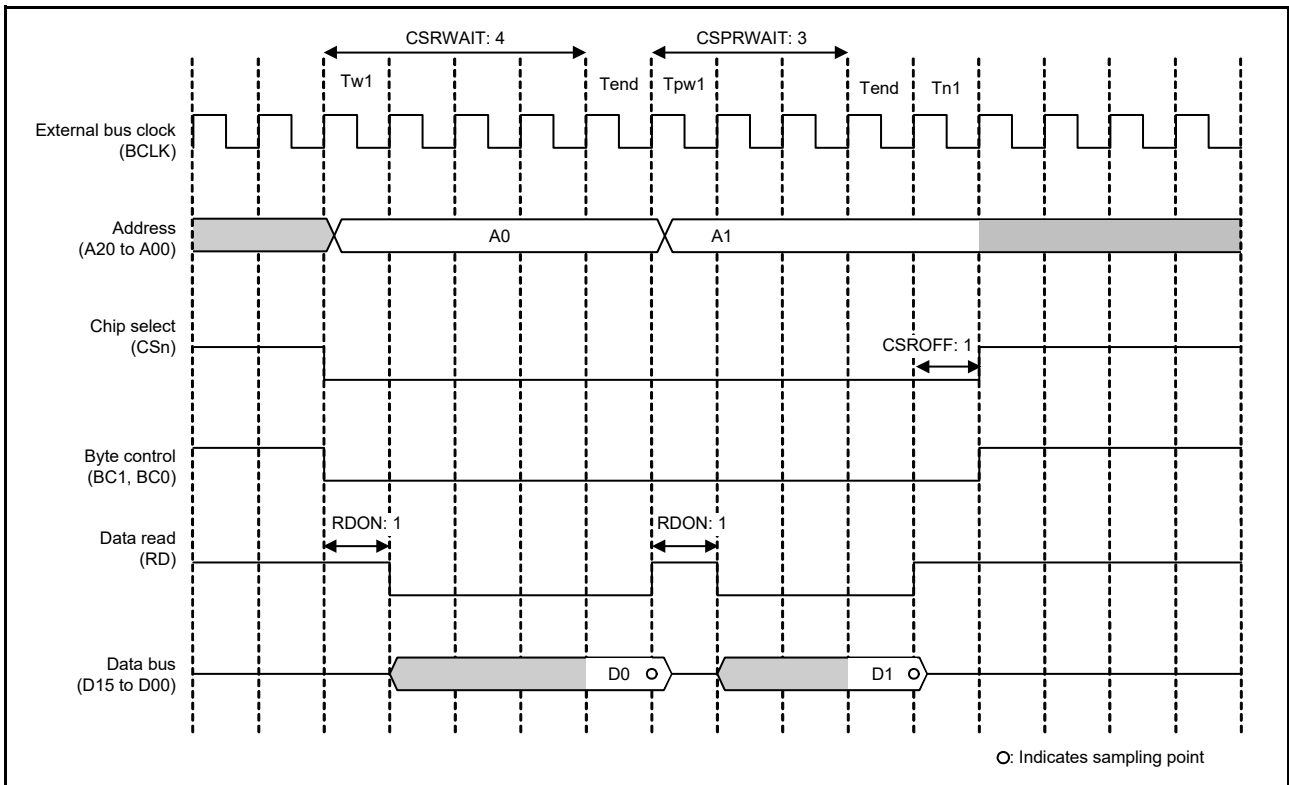 CSRWAIT: 4
CSPRWAIT: 3
Tw1
Tend
Tpw1
Tend
Tn1
External bus clock
(BCLK)
Address
(A20 to A00)
A0
A1
Chip select
(CSn)
CSROFF: 1
Byte control
(BC1, BC0)
RDON: 1
RDON: 1
Data read
(RD)
Data bus
(D15 to D00)
D0
D1
O: Indicates sampling point